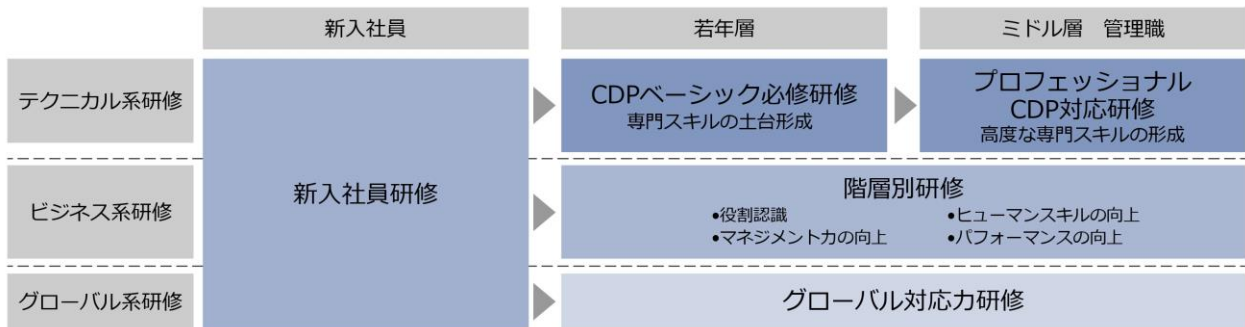 新入社員
若年層
ミドル層　管理職
テクニカル系研修
CDPベーシック必修研修
専門スキルの土台形成
プロフェッショナル
CDP対応研修
高度な専門スキルの形成
ビジネス系研修
新入社員研修
階層別研修
•役割認識
•ヒューマンスキルの向上
•マネジメント力の向上
•パフォーマンスの向上
グローバル系研修
グローバル対応力研修